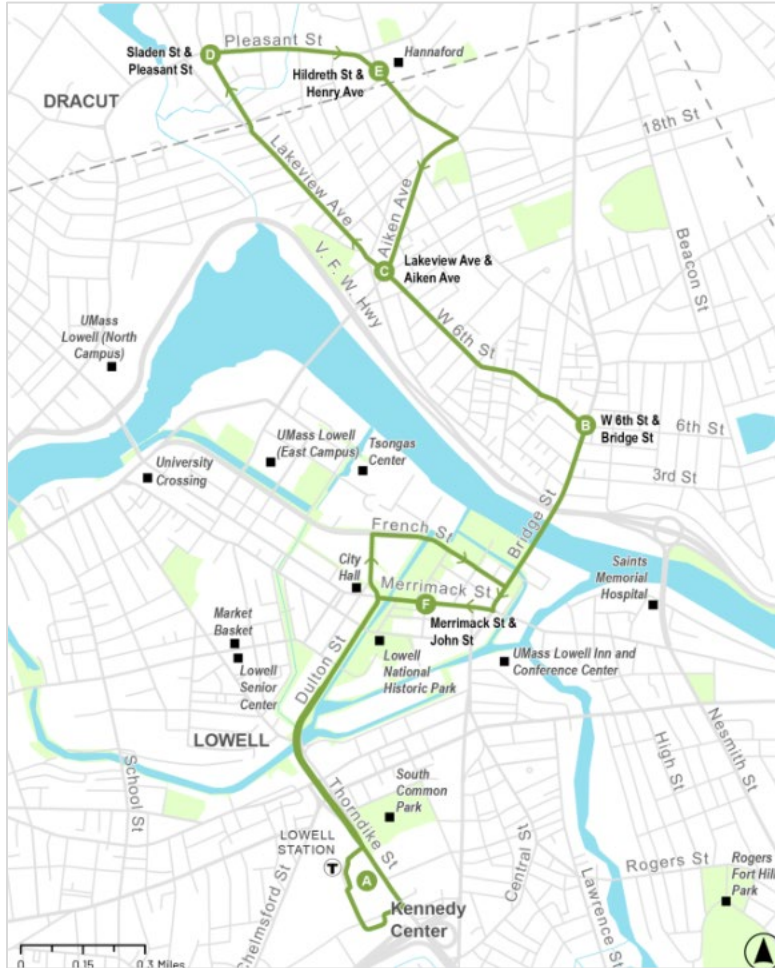 Pleasant St
D
Sladen St &
Pleasant St
Hannaford
E
Hildreth St &
Henry Ave
DRACUT
18th St
Lakeview Ave
Aiken Ave
Beacon St
C
Lakeview Ave &
Aiken Ave
V. F. W. Hwy
W 6th St
UMass
Lowell (North
Campus)
B
W 6th St &
Bridge St
6th St
UMass Lowell
(East Campus)
Tsongas
Center
University
Crossing
3rd St
Bridge St
French St
City
Hall
Merrimack St
F
Merrimack St &
John St
Saints
Memorial
Hospital
Market
Basket
Lowell
Senior
Center
Dulton St
Lowell
National
Historic Park
UMass Lowell Inn and
Conference Center
LOWELL
Nesmith St
High St
School St
Thorndike St
South
Common
Park
LOWELL
STATION
T
A
Central St
Rogers St
Rogers
Fort Hill
Park
Kennedy
Center
Chelmsford St
Lawrence St
0 0.15 0.3 Miles